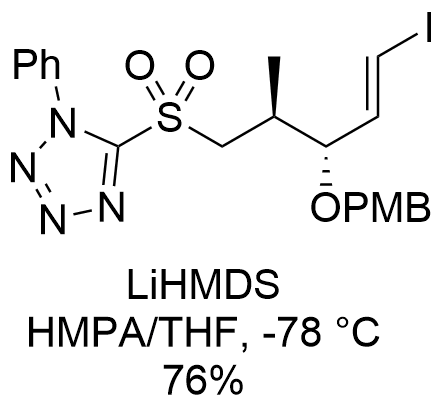 Ph
O O
I
N S
N
N N OPMB
LiHMDS
HMPA/THF, -78 °C
76%